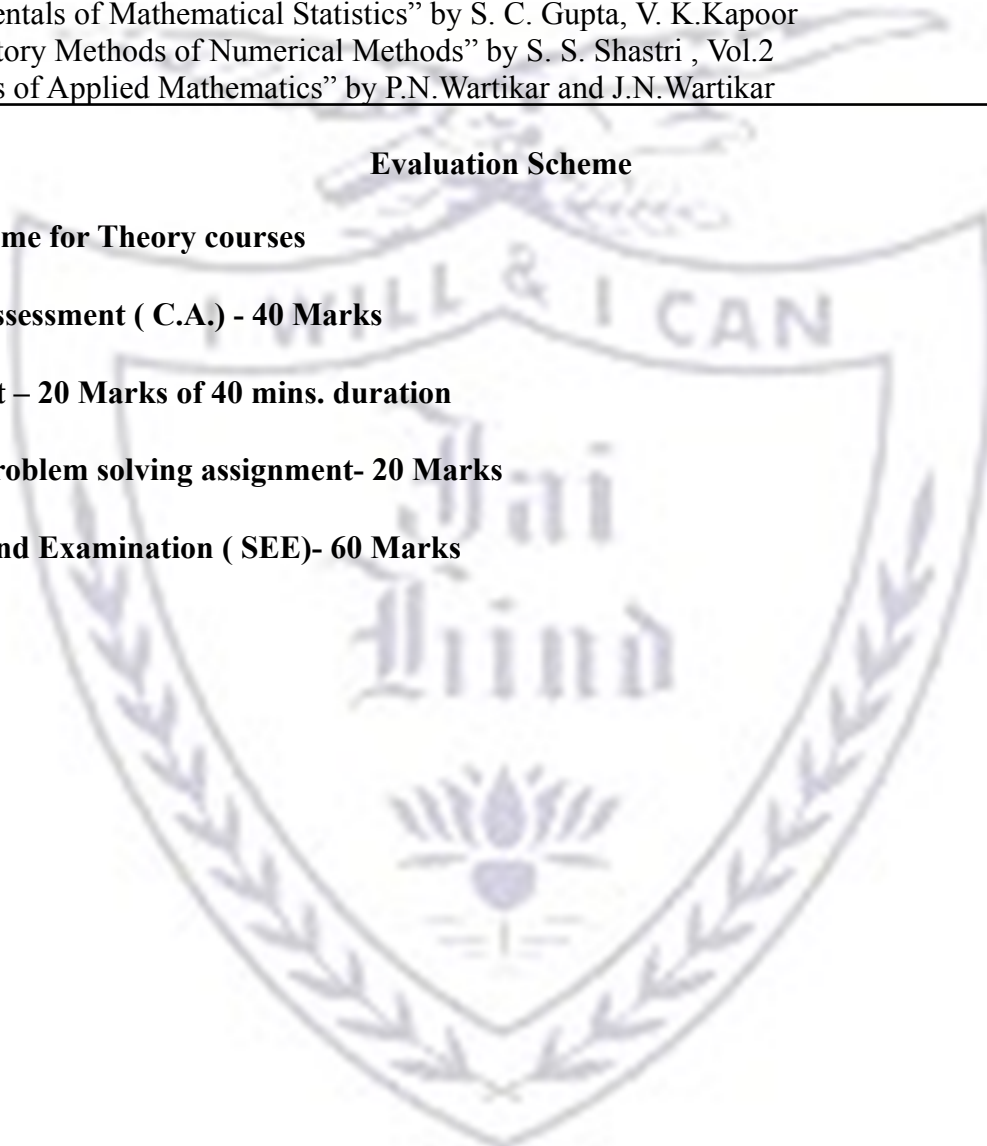 entals of Mathematical Statistics” by S. C. Gupta, V. K.Kapoor
tory Methods of Numerical Methods” by S. S. Shastri , Vol.2
s of Applied Mathematics” by P.N.Wartikar and J.N.Wartikar
Evaluation Scheme
me for Theory courses
ssessment ( C.A.) - 40 Marks
t – 20 Marks of 40 mins. duration
roblem solving assignment- 20 Marks
nd Examination ( SEE)- 60 Marks
I WILL & I CAN
Jai
Hind